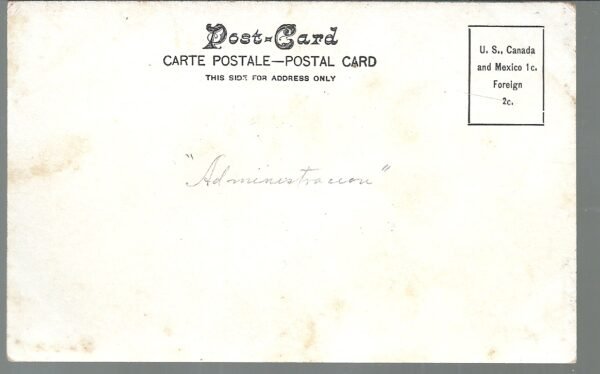 Post-Card
CARTE POSTALE—POSTAL CARD
THIS SIDE FOR ADDRESS ONLY
U. S., Canada
and Mexico 1c.
Foreign
2c.
"Administracion"